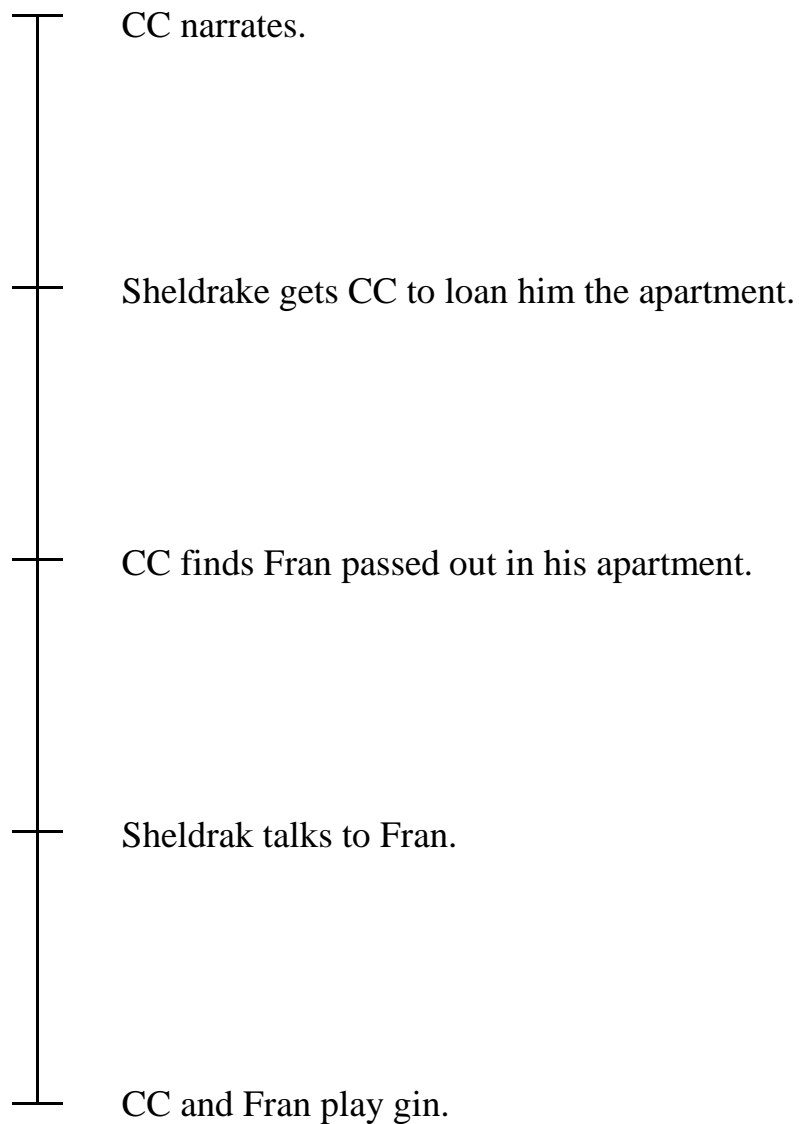 CC narrates.
Sheldrake gets CC to loan him the apartment.
CC finds Fran passed out in his apartment.
Sheldrak talks to Fran.
CC and Fran play gin.